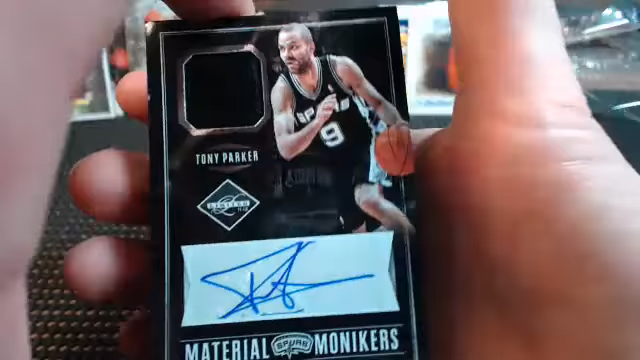 SPURS
9
TONY PARKER
LIMITED
MATERIAL SPURS MONIKERS